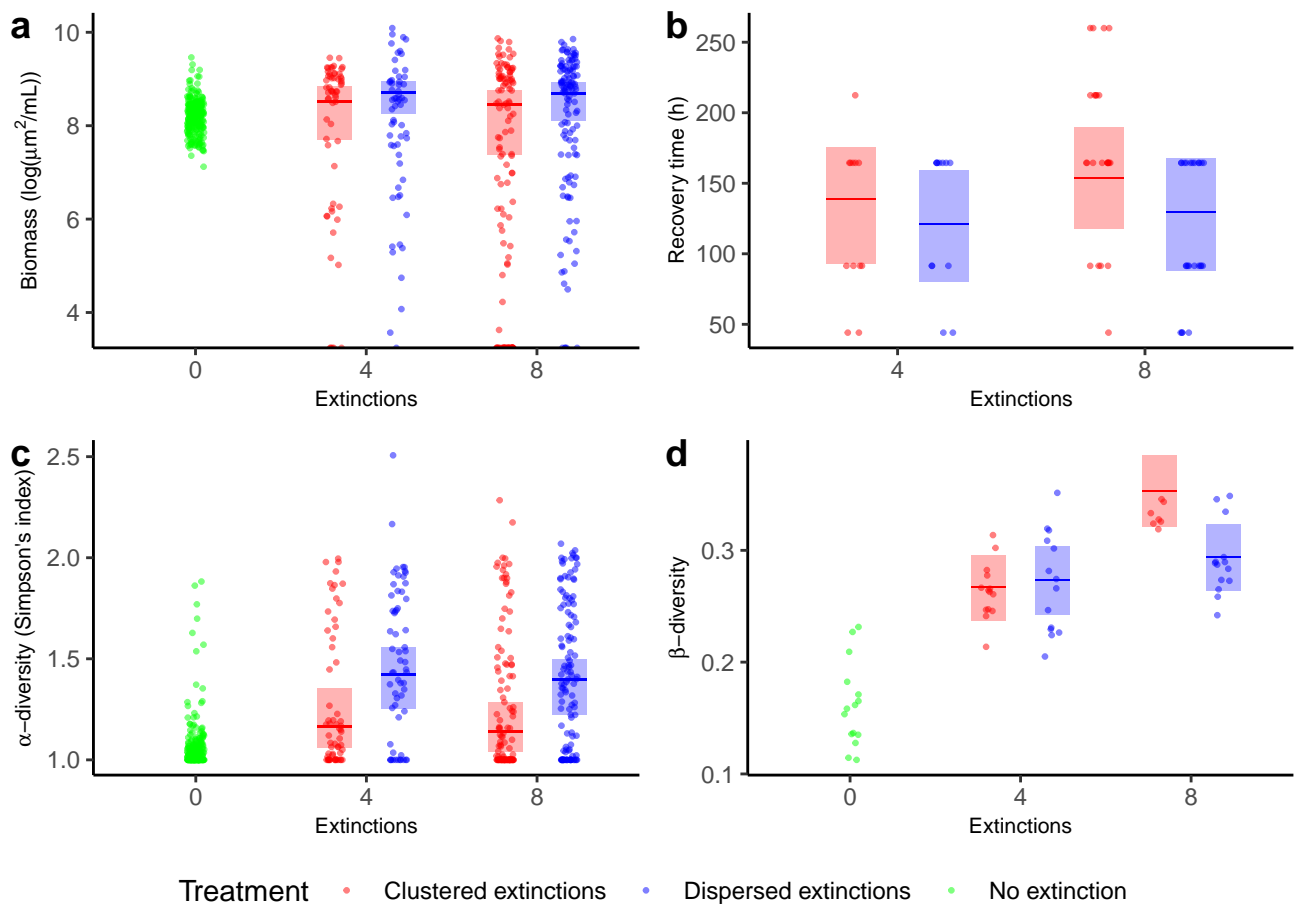 a
Biomass (log(μm²/mL))
10
8
6
4
0 4 8
Extinctions
b
Recovery time (h)
250
200
150
100
50
4 8
Extinctions
c
α−diversity (Simpson's index)
2.5
2.0
1.5
1.0
0 4 8
Extinctions
d
β−diversity
0.3
0.2
0.1
0 4 8
Extinctions
Treatment Clustered extinctions Dispersed extinctions No extinction